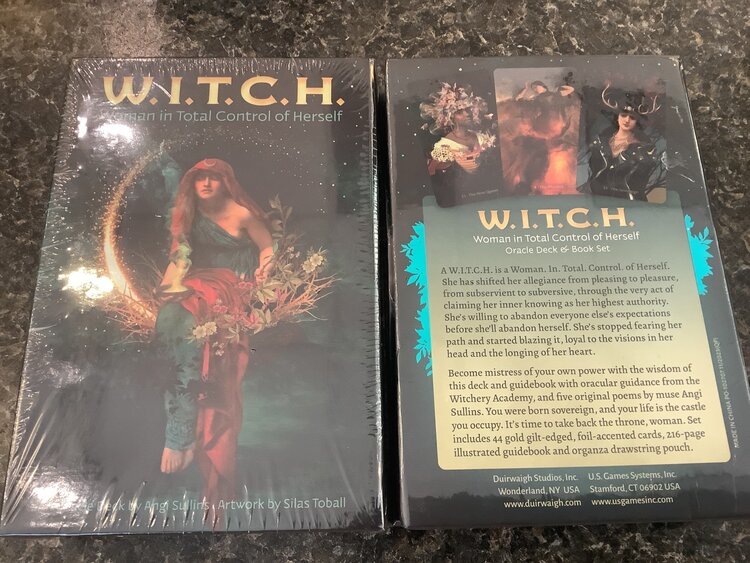 W.I.T.C.H.
Woman in Total Control of Herself
Deck by Angi Sullins Artwork by Silas Toball
W.I.T.C.H.
Woman in Total Control of Herself
Oracle Deck & Book Set
A W.I.T.C.H. is a Woman. In. Total. Control. of Herself.
She has shifted her allegiance from pleasing to pleasure,
from subservient to subversive, through the very act of
claiming her inner knowing as her highest authority.
She's willing to abandon everyone else's expectations
before she'll abandon herself. She's stopped fearing her
path and started blazing it, loyal to the visions in her
head and the longing of her heart.
Become mistress of your own power with the wisdom of
this deck and guidebook with oracular guidance from the
Witchery Academy, and five original poems by muse Angi
Sullins. You were born sovereign, and your life is the castle
you occupy. It's time to take back the throne, woman. Set
includes 44 gold gilt-edged, foil-accented cards, 216-page
illustrated guidebook and organza drawstring pouch.
Duirwaigh Studios, Inc. U.S. Games Systems, Inc.
Wonderland, NY USA Stamford, CT 06902 USA
www.duirwaigh.com www.usgamesinc.com
MADE IN CHINA